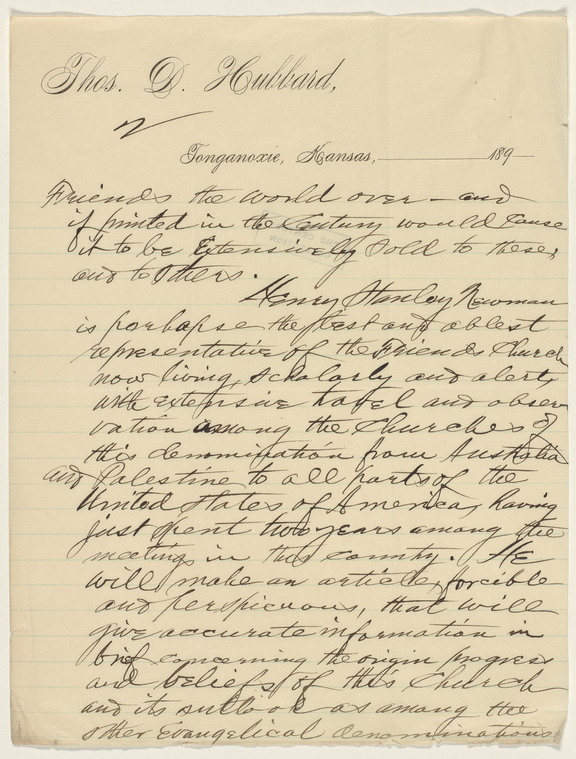 Thos. D. Hubbard,
2
Tonganoxie, Kansas, 189
Friends the world over — and
if printed in the Century would cause
it to be Extensively sold to these,
and to others.
Henry Stanley Newman
is porhapse the best and ablest
representative of the Friends Church
now living, scholarly and alert,
with extensive travel and obser
vation among the Churches of
this denomination from Australia
and Palestine to all parts of the
United States of America, having
just spent two years among the
meetings in this county. He
will make an article, forcible
and perspicuous, that will
give accurate information in
brief concerning the origin progress
and beliefs of this Church
and its outlook as among the
other Evangelical denominations